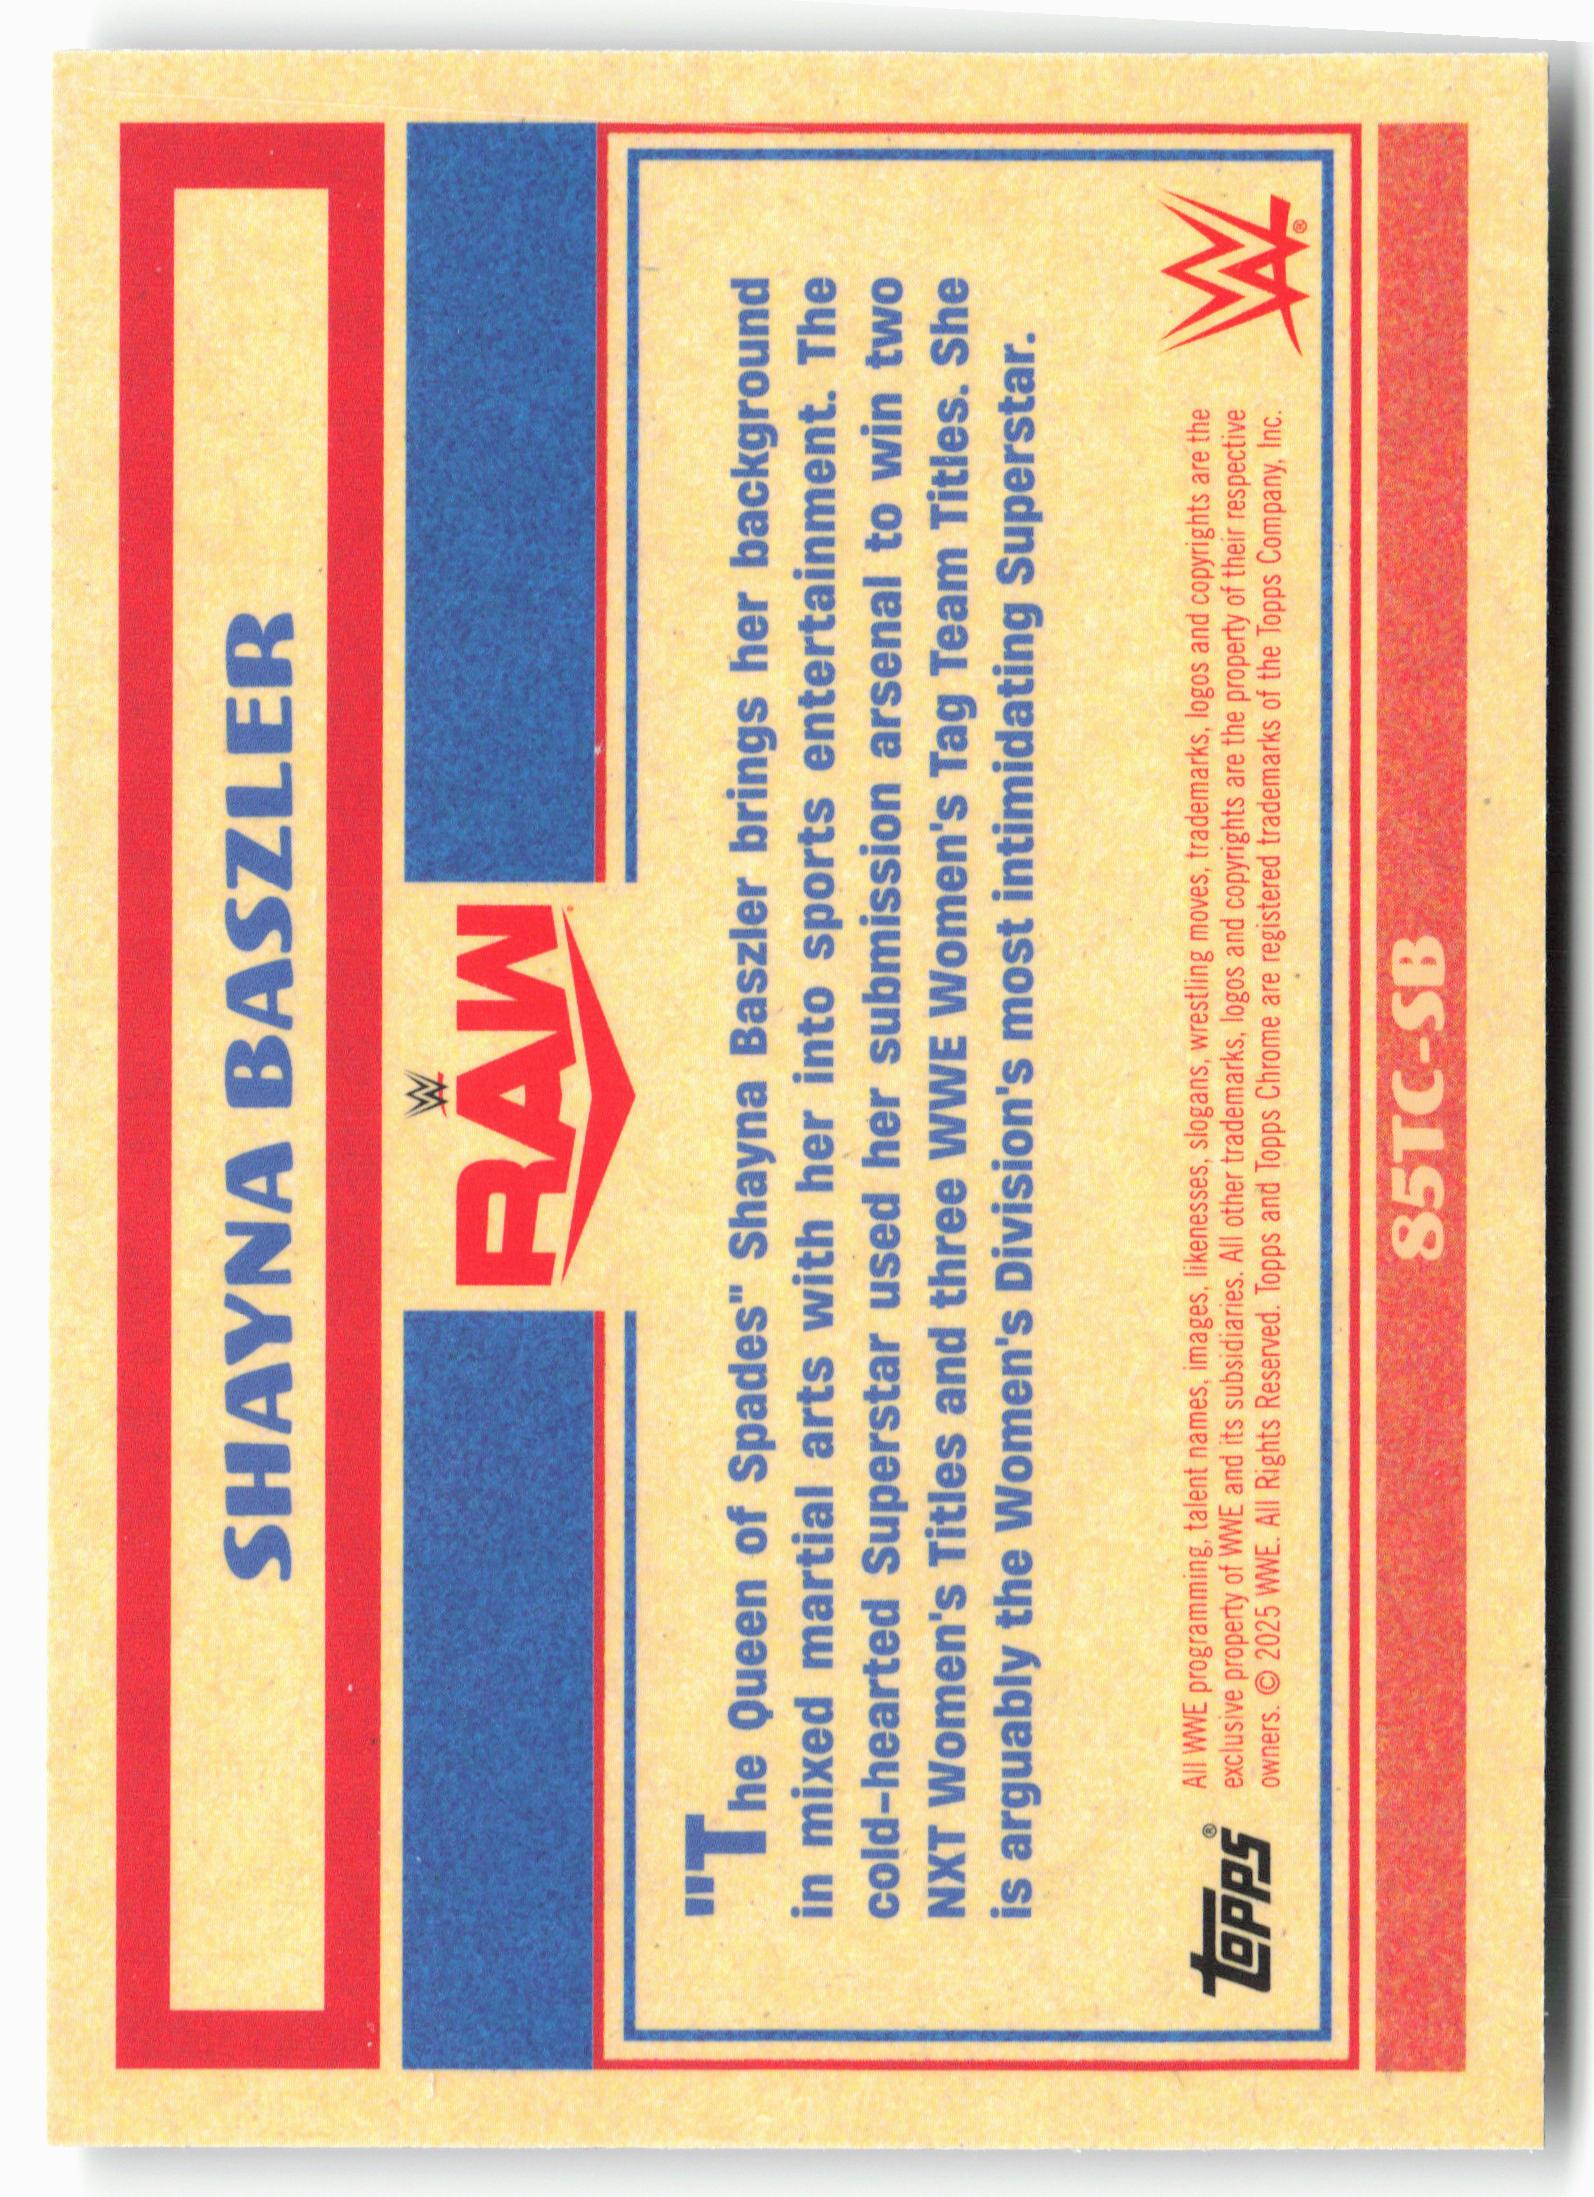 SHAYNA BASZLER
W
RAW
"The Queen of Spades" Shayna Baszler brings her background
in mixed martial arts with her into sports entertainment. The
cold-hearted Superstar used her submission arsenal to win two
NXT Women's Titles and three WWE Women's Tag Team Titles. She
is arguably the Women's Division's most intimidating Superstar.
topps®
All WWE programming, talent names, images, likenesses, slogans, wrestling moves, trademarks, logos and copyrights are the
exclusive property of WWE and its subsidiaries. All other trademarks, logos and copyrights are the property of their respective
owners. © 2025 WWE. All Rights Reserved. Topps and Topps Chrome are registered trademarks of the Topps Company, Inc.
W®
85TC-SB